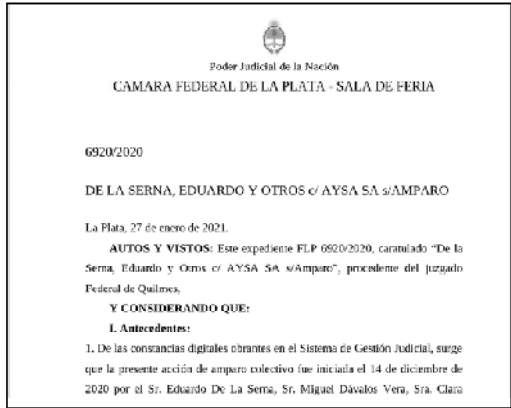 Poder Judicial de la Nación
CAMARA FEDERAL DE LA PLATA - SALA DE FERIA
6920/2020
DE LA SERNA, EDUARDO Y OTROS c/ AYSA SA s/AMPARO
La Plata, 27 de enero de 2021.
AUTOS Y VISTOS: Este expediente FLP 6920/2020, caratulado “De la
Serna, Eduardo y Otros c/ AYSA SA s/Amparo”, procedente del juzgado
Federal de Quilmes,
Y CONSIDERANDO QUE:
I. Antecedentes:
1. De las constancias digitales obrantes en el Sistema de Gestión Judicial, surge
que la presente acción de amparo colectivo fue iniciada el 14 de diciembre de
2020 por el Sr. Eduardo De La Serna, Sr. Miguel Dávalos Vera, Sra. Clara